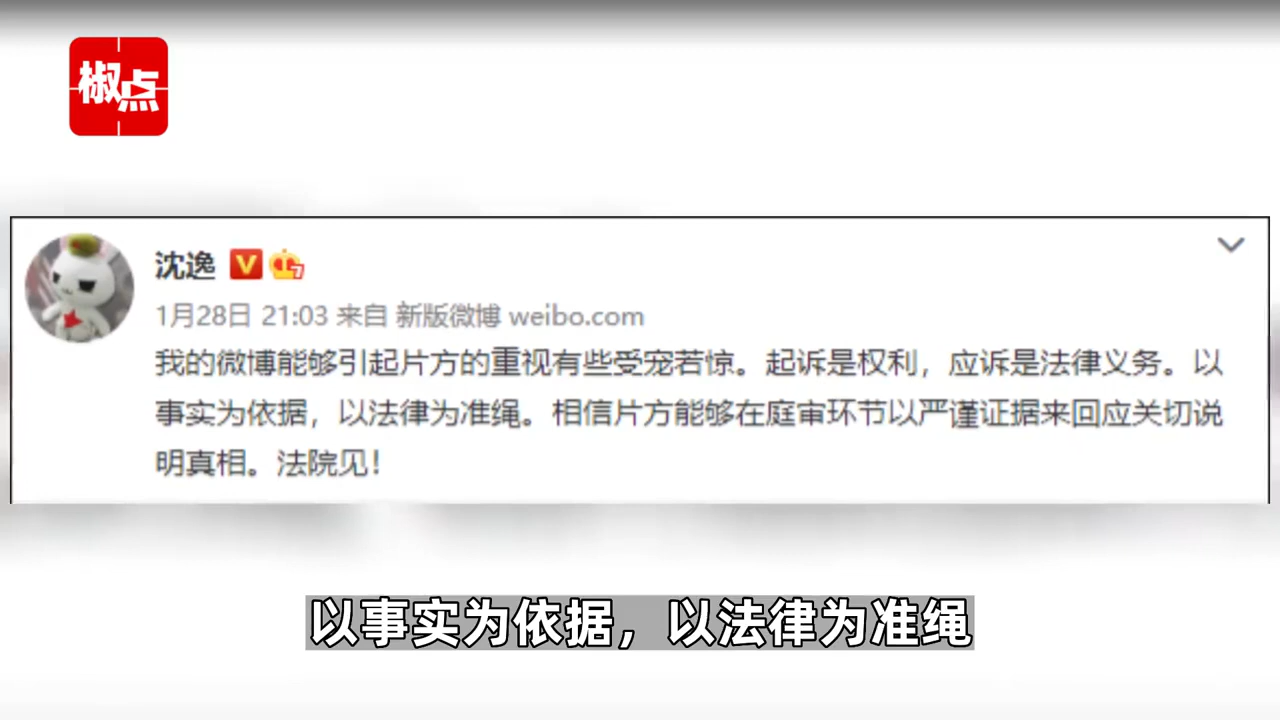 椒点
沈逸
1月28日 21:03 来自 新版微博 weibo.com
我的微博能够引起片方的重视有些受宠若惊。起诉是权利，应诉是法律义务。以
事实为依据，以法律为准绳。相信片方能够在庭审环节以严谨证据来回应关切说
明真相。法院见！
以事实为依据，以法律为准绳